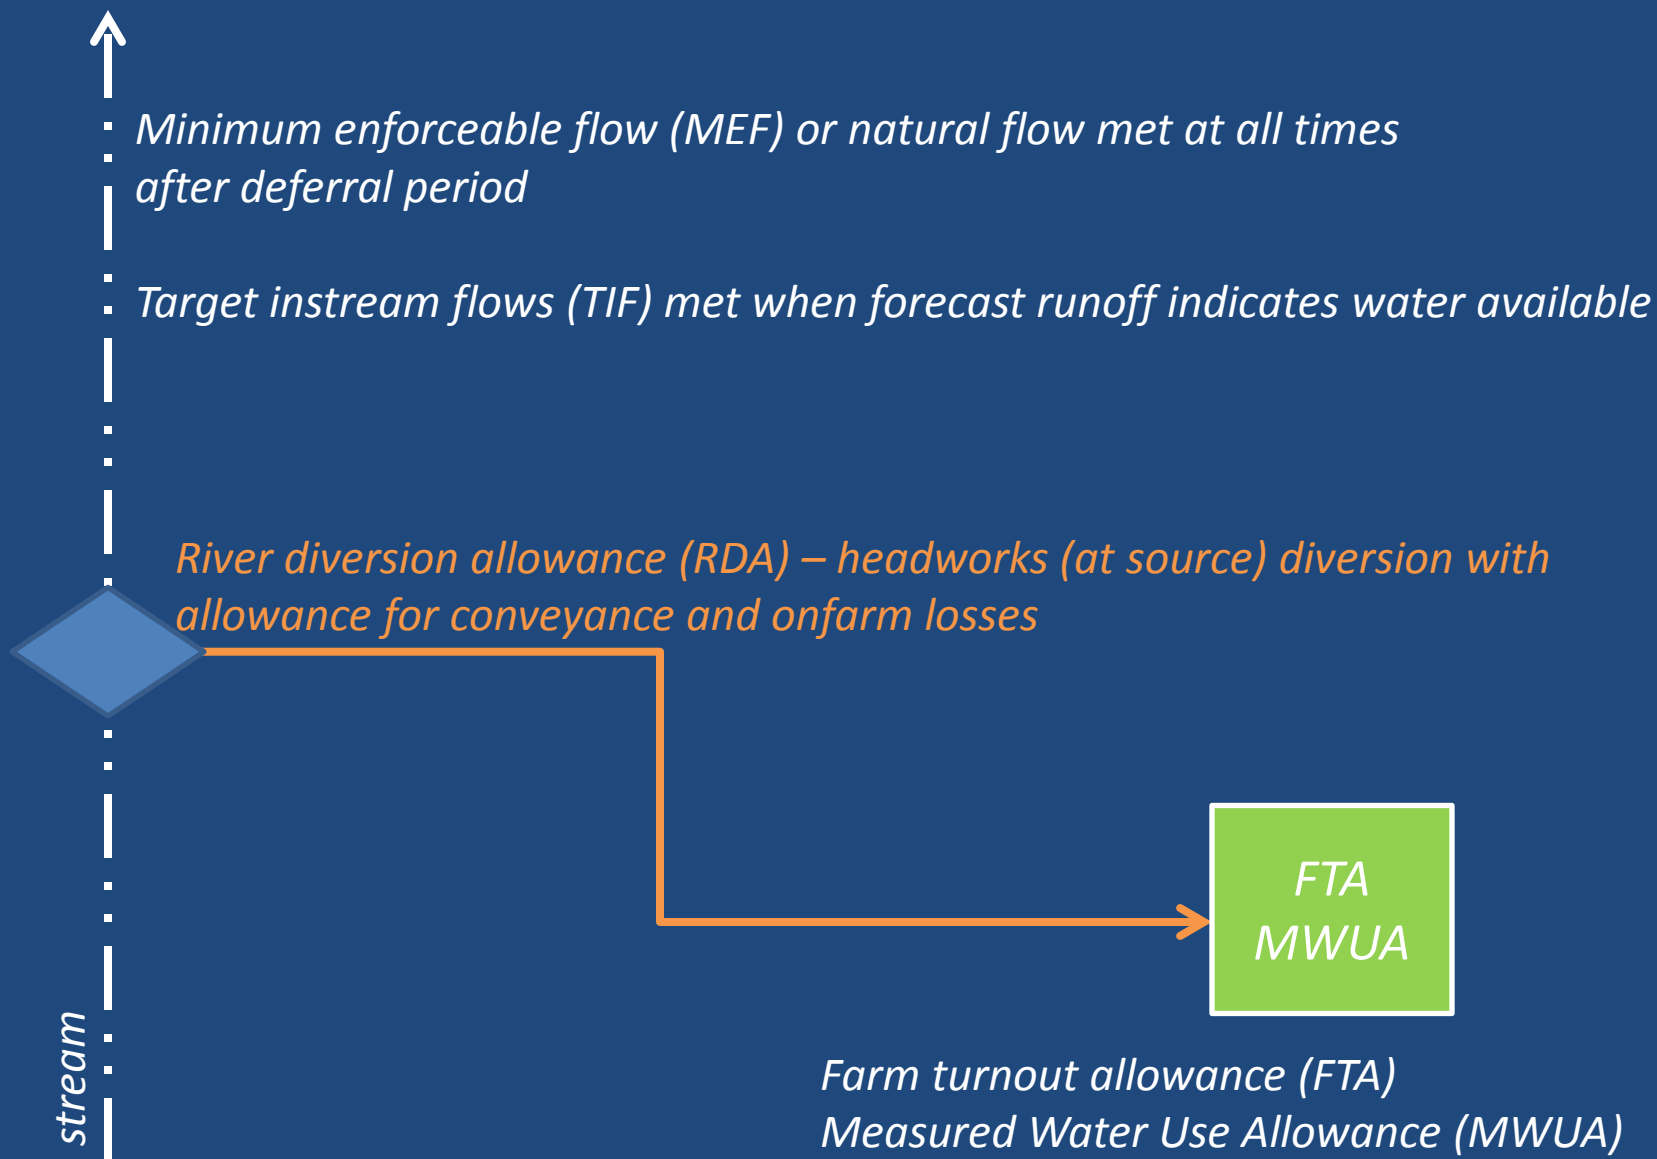 Minimum enforceable flow (MEF) or natural flow met at all times
after deferral period
Target instream flows (TIF) met when forecast runoff indicates water available
River diversion allowance (RDA) – headworks (at source) diversion with
allowance for conveyance and onfarm losses
FTA
MWUA
stream
Farm turnout allowance (FTA)
Measured Water Use Allowance (MWUA)